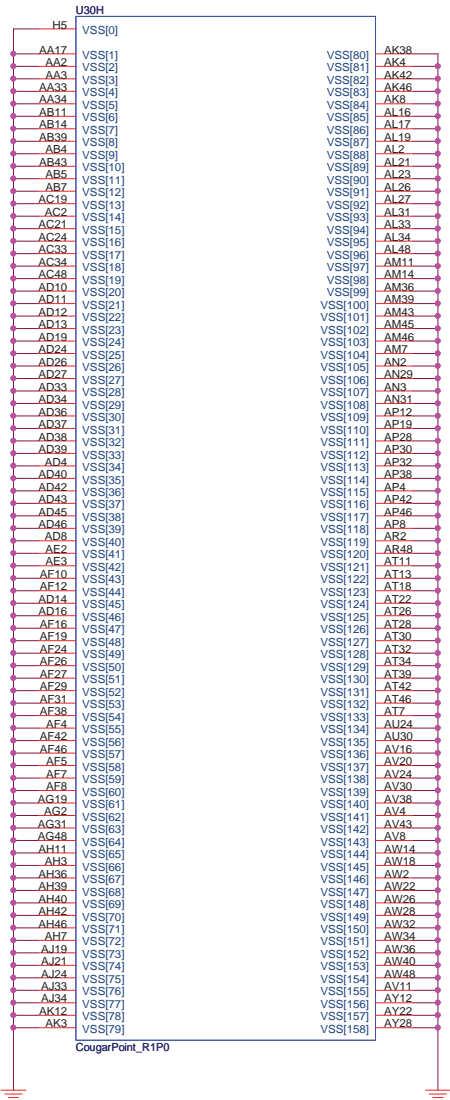 U30H
H5 VSS[0]
AA17 VSS[1] VSS[80] AK38
AA2 VSS[2] VSS[81] AK4
AA3 VSS[3] VSS[82] AK42
AA33 VSS[4] VSS[83] AK46
AA34 VSS[5] VSS[84] AK8
AB11 VSS[6] VSS[85] AL16
AB14 VSS[7] VSS[86] AL17
AB39 VSS[8] VSS[87] AL19
AB4 VSS[9] VSS[88] AL2
AB43 VSS[10] VSS[89] AL21
AB5 VSS[11] VSS[90] AL23
AB7 VSS[12] VSS[91] AL26
AC19 VSS[13] VSS[92] AL27
AC2 VSS[14] VSS[93] AL31
AC21 VSS[15] VSS[94] AL33
AC24 VSS[16] VSS[95] AL34
AC33 VSS[17] VSS[96] AL48
AC34 VSS[18] VSS[97] AM11
AC48 VSS[19] VSS[98] AM14
AD10 VSS[20] VSS[99] AM36
AD11 VSS[21] VSS[100] AM39
AD12 VSS[22] VSS[101] AM43
AD13 VSS[23] VSS[102] AM45
AD19 VSS[24] VSS[103] AM46
AD24 VSS[25] VSS[104] AM7
AD26 VSS[26] VSS[105] AN2
AD27 VSS[27] VSS[106] AN29
AD33 VSS[28] VSS[107] AN3
AD34 VSS[29] VSS[108] AN31
AD36 VSS[30] VSS[109] AP12
AD37 VSS[31] VSS[110] AP19
AD38 VSS[32] VSS[111] AP28
AD39 VSS[33] VSS[112] AP30
AD4 VSS[34] VSS[113] AP32
AD40 VSS[35] VSS[114] AP38
AD42 VSS[36] VSS[115] AP4
AD43 VSS[37] VSS[116] AP42
AD45 VSS[38] VSS[117] AP46
AD46 VSS[39] VSS[118] AP8
AD8 VSS[40] VSS[119] AR2
AE2 VSS[41] VSS[120] AR48
AE3 VSS[42] VSS[121] AT11
AF10 VSS[43] VSS[122] AT13
AF12 VSS[44] VSS[123] AT18
AD14 VSS[45] VSS[124] AT22
AD16 VSS[46] VSS[125] AT26
AF16 VSS[47] VSS[126] AT28
AF19 VSS[48] VSS[127] AT30
AF24 VSS[49] VSS[128] AT32
AF26 VSS[50] VSS[129] AT34
AF27 VSS[51] VSS[130] AT39
AF29 VSS[52] VSS[131] AT42
AF31 VSS[53] VSS[132] AT46
AF38 VSS[54] VSS[133] AT7
AF4 VSS[55] VSS[134] AU24
AF42 VSS[56] VSS[135] AU30
AF46 VSS[57] VSS[136] AV16
AF5 VSS[58] VSS[137] AV20
AF7 VSS[59] VSS[138] AV24
AF8 VSS[60] VSS[139] AV30
AG19 VSS[61] VSS[140] AV38
AG2 VSS[62] VSS[141] AV4
AG31 VSS[63] VSS[142] AV43
AG48 VSS[64] VSS[143] AV8
AH11 VSS[65] VSS[144] AW14
AH3 VSS[66] VSS[145] AW18
AH36 VSS[67] VSS[146] AW2
AH39 VSS[68] VSS[147] AW22
AH40 VSS[69] VSS[148] AW26
AH42 VSS[70] VSS[149] AW28
AH46 VSS[71] VSS[150] AW32
AH7 VSS[72] VSS[151] AW34
AJ19 VSS[73] VSS[152] AW36
AJ21 VSS[74] VSS[153] AW40
AJ24 VSS[75] VSS[154] AW48
AJ33 VSS[76] VSS[155] AV11
AJ34 VSS[77] VSS[156] AY12
AK12 VSS[78] VSS[157] AY22
AK3 VSS[79] VSS[158] AY28
CougarPoint_R1P0